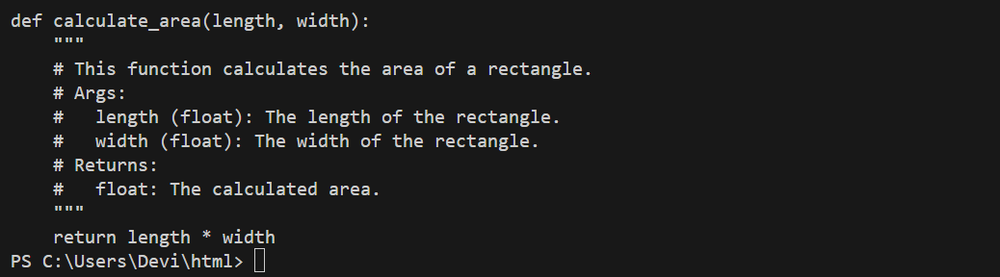 def calculate_area(length, width):
    """
    # This function calculates the area of a rectangle.
    # Args:
    #   length (float): The length of the rectangle.
    #   width (float): The width of the rectangle.
    # Returns:
    #   float: The calculated area.
    """
    return length * width
PS C:\Users\Devi\html>